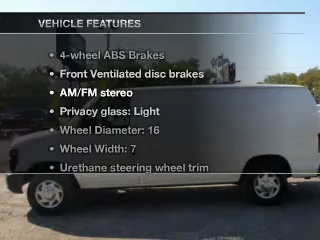 VEHICLE FEATURES
• 4-wheel ABS Brakes
• Front Ventilated disc brakes
• AM/FM stereo
• Privacy glass: Light
• Wheel Diameter: 16
• Wheel Width: 7
• Urethane steering wheel trim